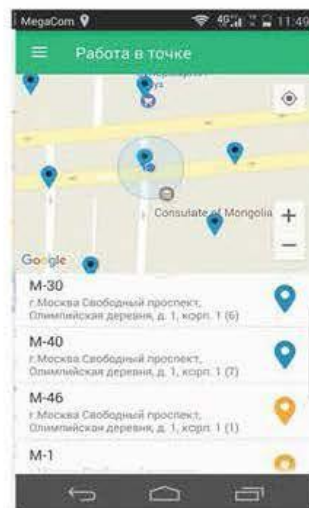 MegaCom 4G 11:49
Работа в точке
Consulate of Mongolia
+
−
Google
М-30
г.Москва Свободный проспект,
Олимпийская деревня, д. 1, корп. 1 (6)
М-40
г.Москва Свободный проспект,
Олимпийская деревня, д. 1, корп. 1 (7)
М-46
г.Москва Свободный проспект,
Олимпийская деревня, д. 1, корп. 1 (1)
М-1